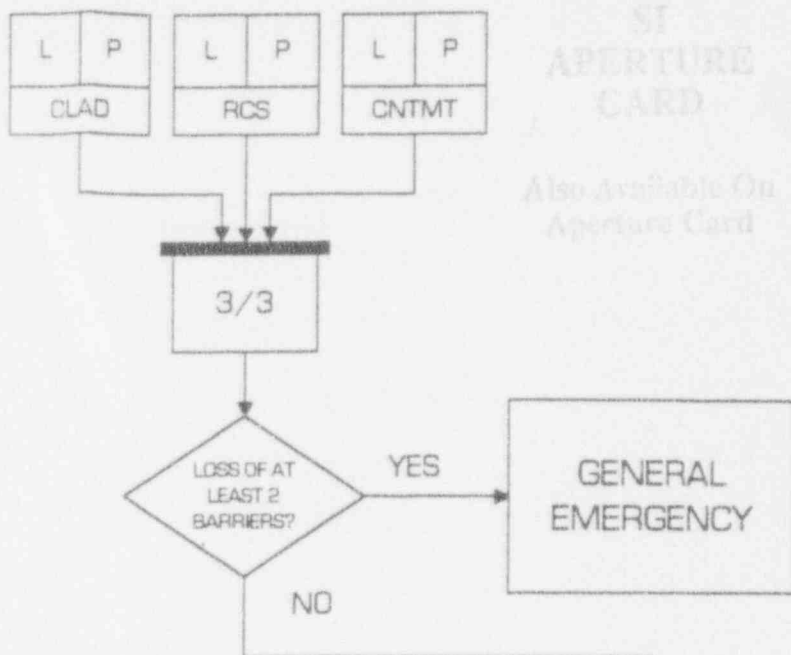 L P L P L P
CLAD RCS CNTMT
SI
APERTURE
CARD
Also Available On
Aperture Card
3/3
LOSS OF AT
LEAST 2
BARRIERS?
YES
GENERAL
EMERGENCY
NO